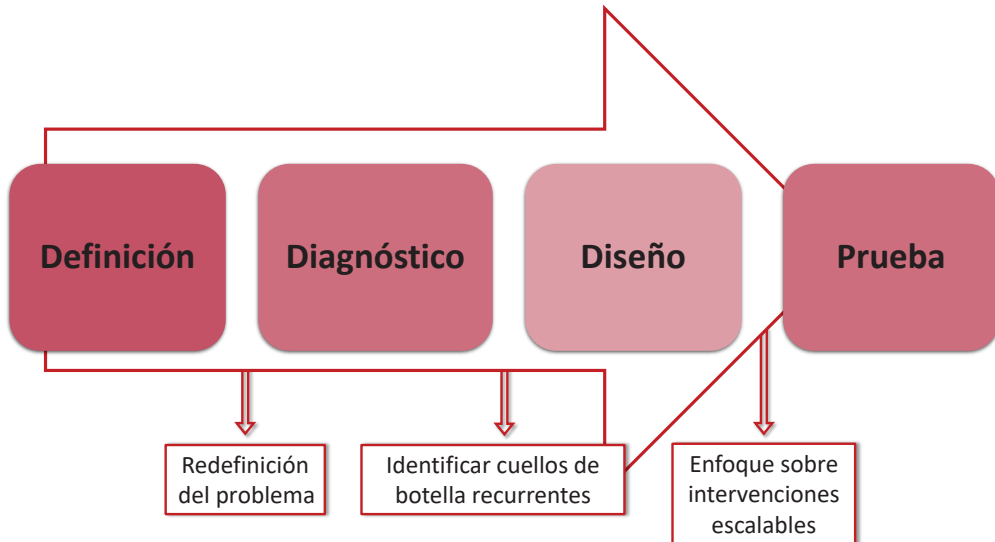 Definición
Diagnóstico
Diseño
Prueba
Redefinición
del problema
Identificar cuellos de
botella recurrentes
Enfoque sobre
intervenciones
escalables